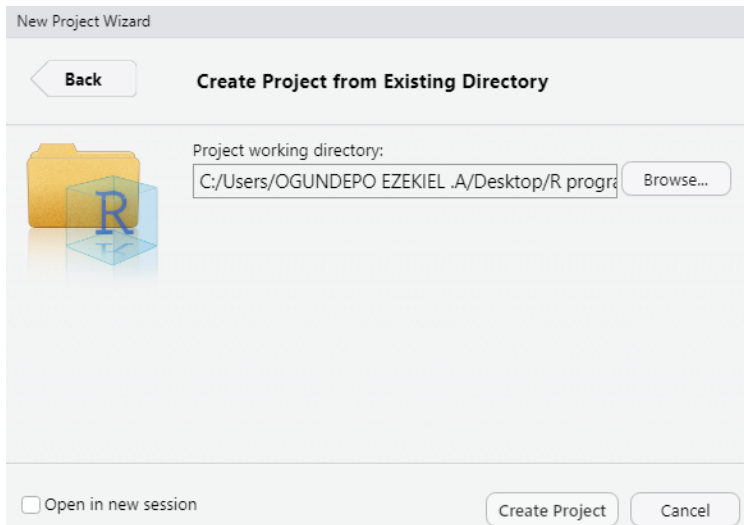 New Project Wizard
Back
Create Project from Existing Directory
Project working directory:
C:/Users/OGUNDEPO EZEKIEL .A/Desktop/R progra
Browse...
R
Open in new session
Create Project
Cancel